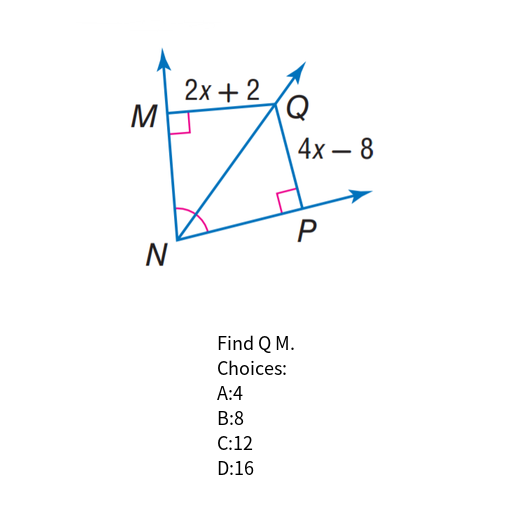 2x + 2
M
Q
4x – 8
P
N
Find Q M.
Choices:
A:4
B:8
C:12
D:16